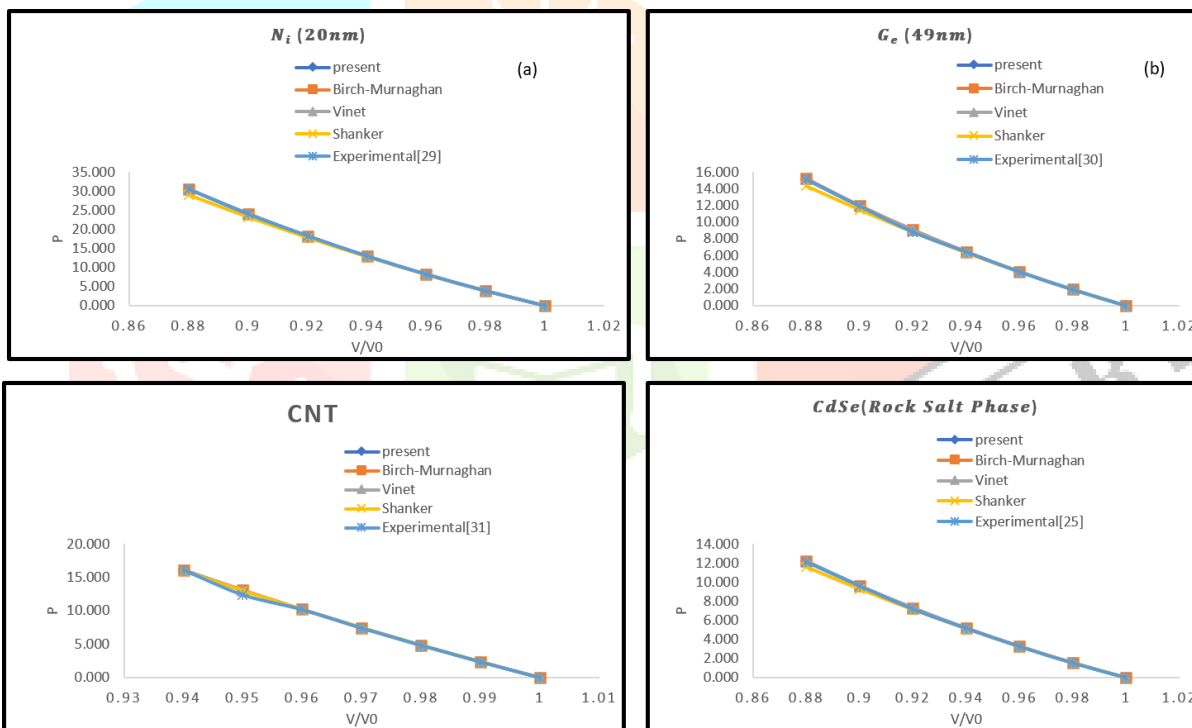 N_i (20nm)
(a)
present
Birch-Murnaghan
Vinet
Shanker
Experimental[29]
35.000
30.000
25.000
20.000
15.000
10.000
5.000
0.000
P
0.86 0.88 0.9 0.92 0.94 0.96 0.98 1 1.02
V/V0
G_e (49nm)
(b)
present
Birch-Murnaghan
Vinet
Shanker
Experimental[30]
16.000
14.000
12.000
10.000
8.000
6.000
4.000
2.000
0.000
P
0.86 0.88 0.9 0.92 0.94 0.96 0.98 1 1.02
V/V0
CNT
present
Birch-Murnaghan
Vinet
Shanker
Experimental[31]
20.000
15.000
10.000
5.000
0.000
P
0.93 0.94 0.95 0.96 0.97 0.98 0.99 1 1.01
V/V0
CdSe(Rock Salt Phase)
present
Birch-Murnaghan
Vinet
Shanker
Experimental[25]
14.000
12.000
10.000
8.000
6.000
4.000
2.000
0.000
P
0.86 0.88 0.9 0.92 0.94 0.96 0.98 1 1.02
V/V0